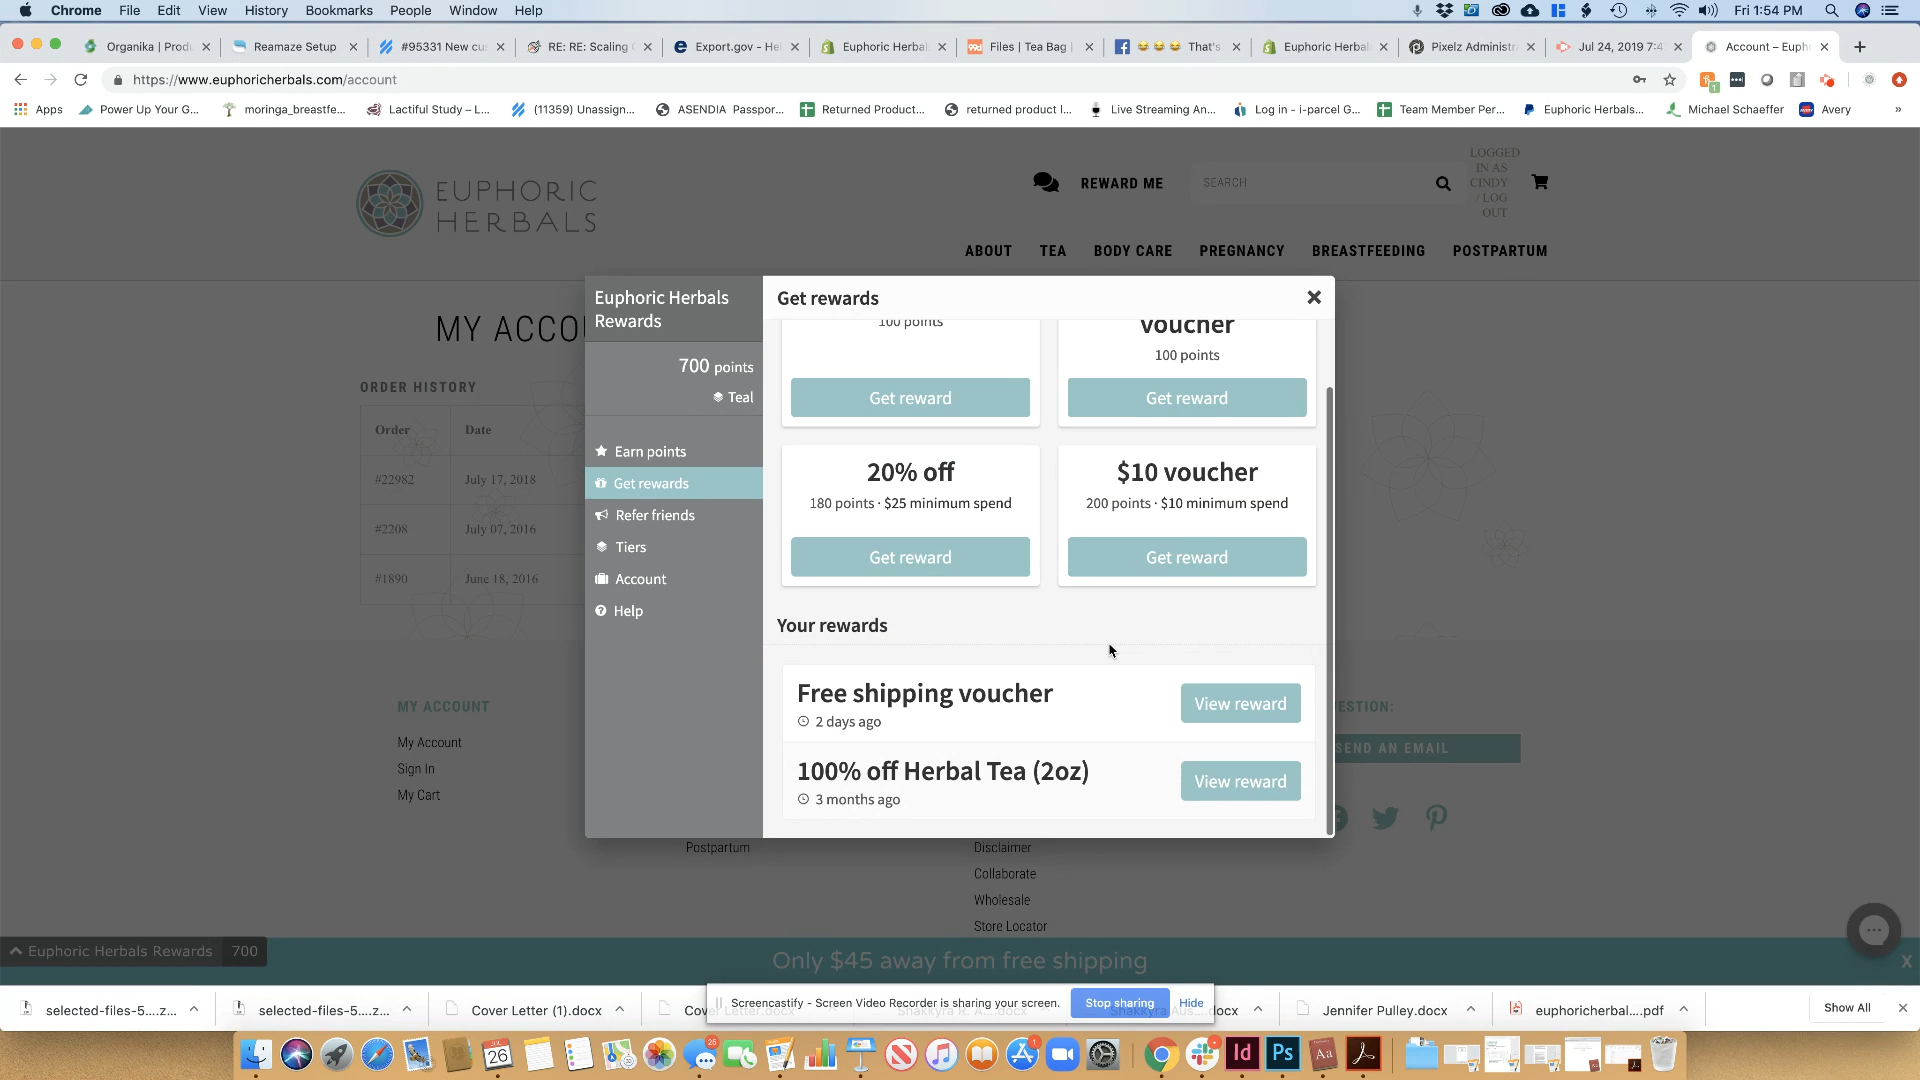 Chrome File Edit View History Bookmarks People Window Help
Fri 1:54 PM
Organika | Produ
Reamaze Setup
#95331 New cus
RE: RE: Scaling
Export.gov - Hel
Euphoric Herbal
Files | Tea Bag |
😂 😂 😂 That's
Euphoric Herbal
Pixelz Administra
Jul 24, 2019 7:4
Account – Euph
https://www.euphoricherbals.com/account
Apps
Power Up Your G...
moringa_breastfe...
Lactiful Study – L...
(11359) Unassign...
ASENDIA Passpor...
Returned Product...
returned product l...
Live Streaming An...
Log in - i-parcel G...
Team Member Per...
Euphoric Herbals...
Michael Schaeffer
Avery
»
EUPHORIC
HERBALS
REWARD ME
SEARCH
LOGGED
IN AS
CINDY
/ LOG
OUT
ABOUT TEA BODY CARE PREGNANCY BREASTFEEDING POSTPARTUM
MY ACCOU
ORDER HISTORY
Order Date
#22982 July 17, 2018
#2208 July 07, 2016
#1890 June 18, 2016
Euphoric Herbals
Rewards
700 points
Teal
Earn points
Get rewards
Refer friends
Tiers
Account
Help
Get rewards
100 points
voucher
100 points
Get reward
Get reward
20% off
180 points · $25 minimum spend
Get reward
$10 voucher
200 points · $10 minimum spend
Get reward
Your rewards
Free shipping voucher
2 days ago
View reward
100% off Herbal Tea (2oz)
3 months ago
View reward
MY ACCOUNT
My Account
Sign In
My Cart
Postpartum
Disclaimer
Collaborate
Wholesale
Store Locator
ESTION:
SEND AN EMAIL
Euphoric Herbals Rewards 700
Only $45 away from free shipping
X
selected-files-5....z...
selected-files-5....z...
Cover Letter (1).docx
Screencastify - Screen Video Recorder is sharing your screen.
Stop sharing
Hide
Jennifer Pulley.docx
euphoricherbal....pdf
Show All